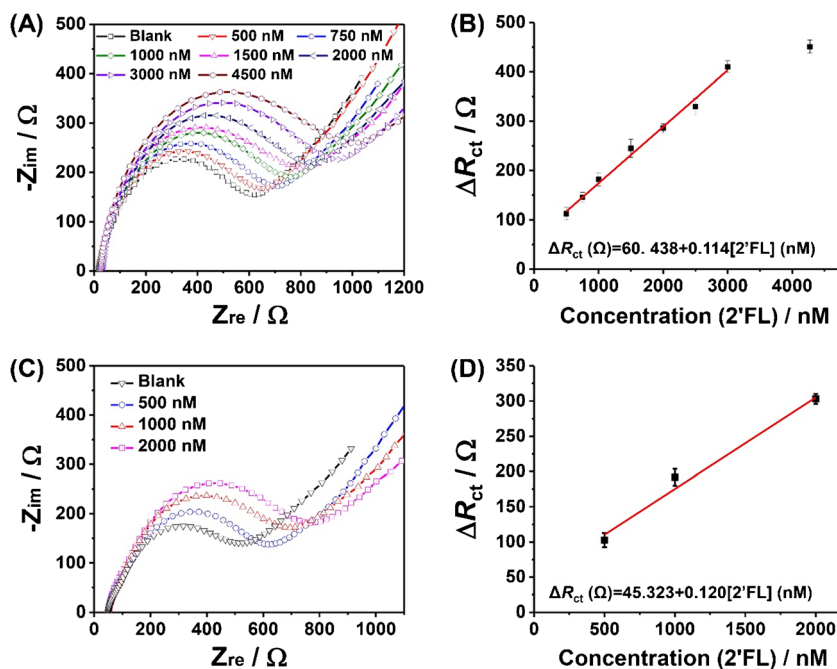 (A)
500
400
300
200
100
0
-Zim / Ω
Blank 500 nM 750 nM
1000 nM 1500 nM 2000 nM
3000 nM 4500 nM
0 200 400 600 800 1000 1200
Zre / Ω
(B)
500
400
300
200
100
0
ΔRct / Ω
ΔRct (Ω)=60. 438+0.114[2'FL] (nM)
0 1000 2000 3000 4000
Concentration (2'FL) / nM
(C)
500
400
300
200
100
0
-Zim / Ω
Blank
500 nM
1000 nM
2000 nM
0 200 400 600 800 1000
Zre / Ω
(D)
350
300
250
200
150
100
50
0
ΔRct / Ω
ΔRct (Ω)=45.323+0.120[2'FL] (nM)
500 1000 1500 2000
Concentration (2'FL) / nM